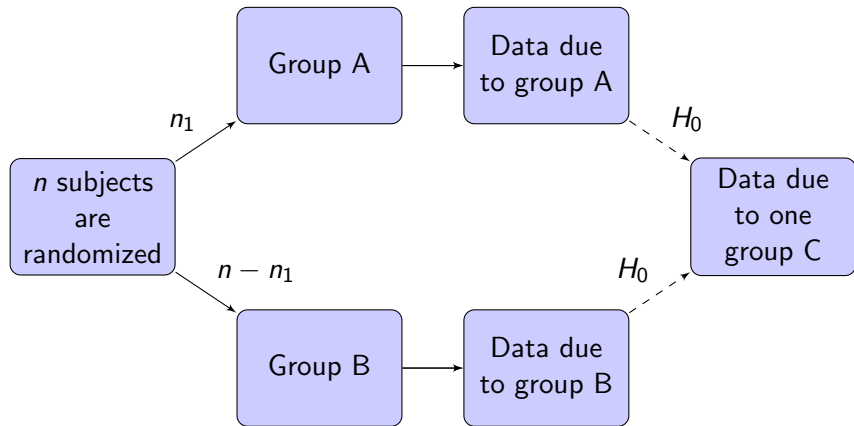 n subjects
are
randomized
n₁
n − n₁
Group A
Data due
to group A
H₀
Group B
Data due
to group B
H₀
Data due
to one
group C